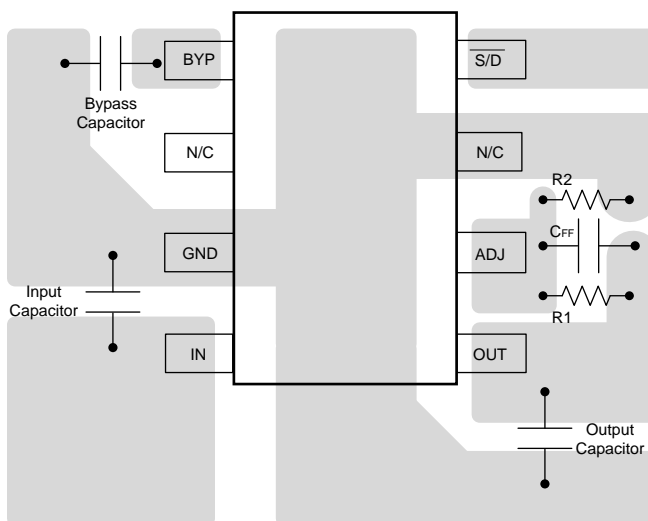 BYP
S/D
Bypass
Capacitor
N/C
N/C
R2
CFF
GND
ADJ
Input
Capacitor
R1
IN
OUT
Output
Capacitor